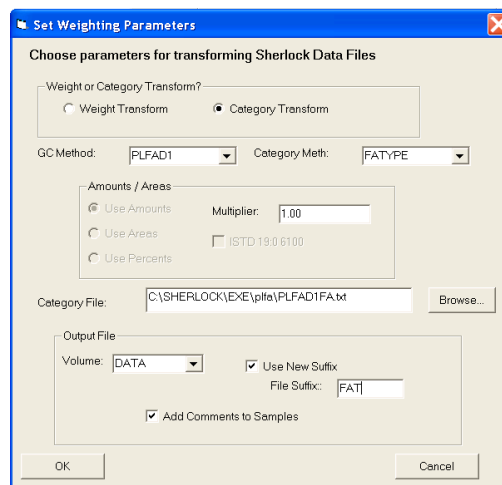 Set Weighting Parameters
Choose parameters for transforming Sherlock Data Files
Weight or Category Transform?
Weight Transform
Category Transform
GC Method: PLFAD1 Category Meth: FATYPE
Amounts / Areas
Use Amounts
Multiplier: 1.00
Use Areas
ISTD 19:0 6100
Use Percents
Category File: C:\SHERLOCK\EXE\plfa\PLFAD1FA.txt Browse...
Output File
Volume: DATA
Use New Suffix
File Suffix:: FAT
Add Comments to Samples
OK Cancel